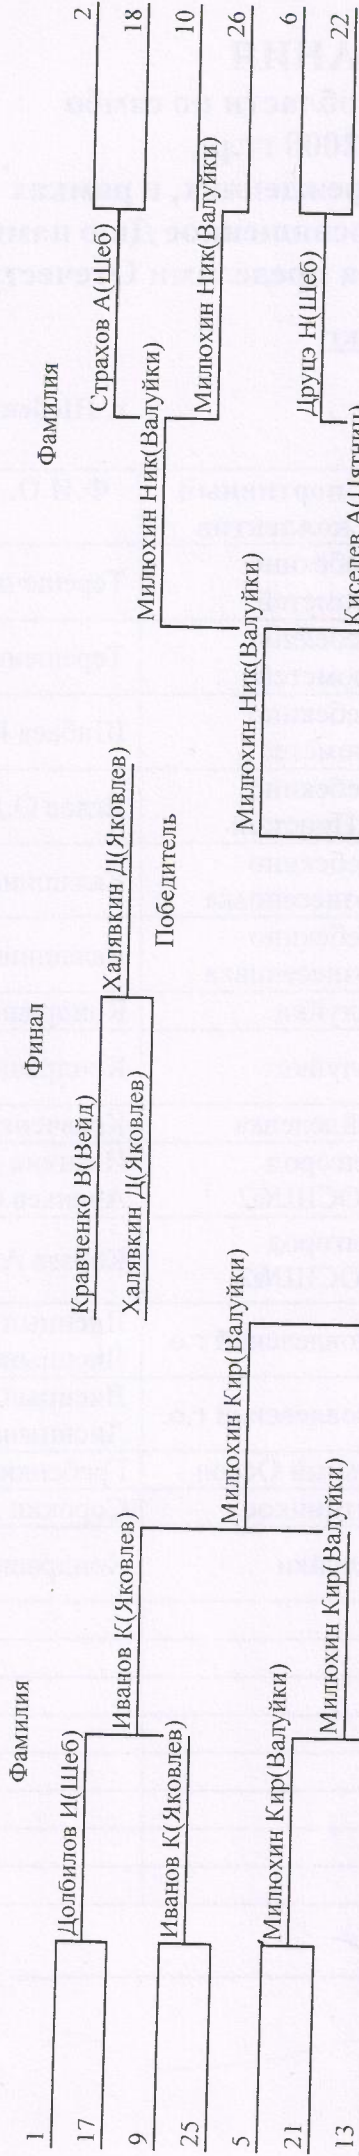 Фамилия
Финал
Фамилия
1
Долбилов И(Шеб)
17
Иванов К(Яковлев)
9
Иванов К(Яковлев)
25
Милюхин Кир(Валуйки)
5
Милюхин Кир(Валуйки)
21
Милюхин Кир(Валуйки)
13
Кравченко В(Вейд)
Халявкин Д(Яковлев)
Халявкин Д(Яковлев)
Победитель
2
Страхов А(Шеб)
18
Милюхин Ник(Валуйки)
10
Милюхин Ник(Валуйки)
26
Милюхин Ник(Валуйки)
6
Друцэ Н(Шеб)
22
Киселев А(Пятниц